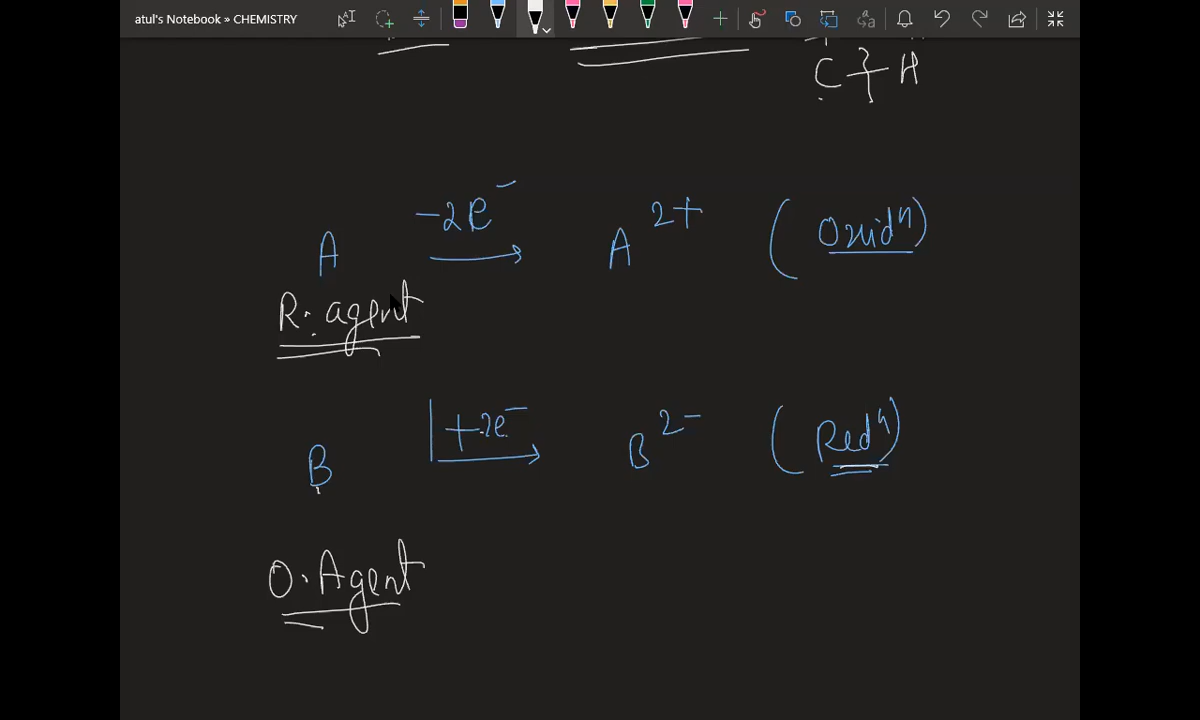 atul's Notebook » CHEMISTRY
C H
A -2e⁻ → A²⁺ (Oxidⁿ)
R. agent
B +2e⁻ → B²⁻ (Redⁿ)
O. Agent